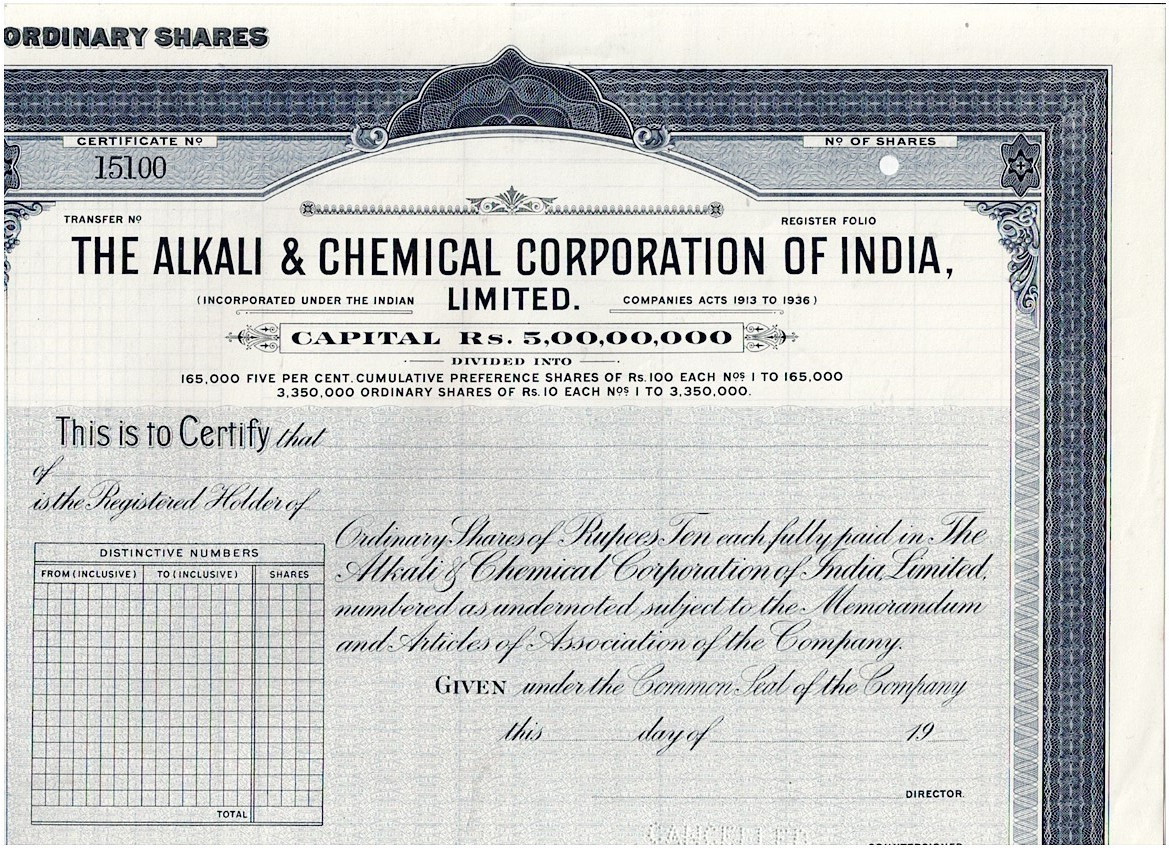 ORDINARY SHARES
CERTIFICATE Nº
15100
Nº OF SHARES
TRANSFER Nº
REGISTER FOLIO
THE ALKALI & CHEMICAL CORPORATION OF INDIA,
(INCORPORATED UNDER THE INDIAN LIMITED. COMPANIES ACTS 1913 TO 1936)
CAPITAL Rs. 5,00,00,000
DIVIDED INTO
165,000 FIVE PER CENT. CUMULATIVE PREFERENCE SHARES OF Rs. 100 EACH Nos 1 TO 165,000
3,350,000 ORDINARY SHARES OF Rs. 10 EACH Nos 1 TO 3,350,000.
This is to Certify that
of
is the Registered Holder of
Ordinary Shares of Rupees Ten each fully paid in The
Alkali & Chemical Corporation of India, Limited,
numbered as undernoted, subject to the Memorandum
and Articles of Association of the Company.
DISTINCTIVE NUMBERS
FROM (INCLUSIVE) TO (INCLUSIVE) SHARES
TOTAL
GIVEN under the Common Seal of the Company
this day of 19
DIRECTOR.
CANCELLED